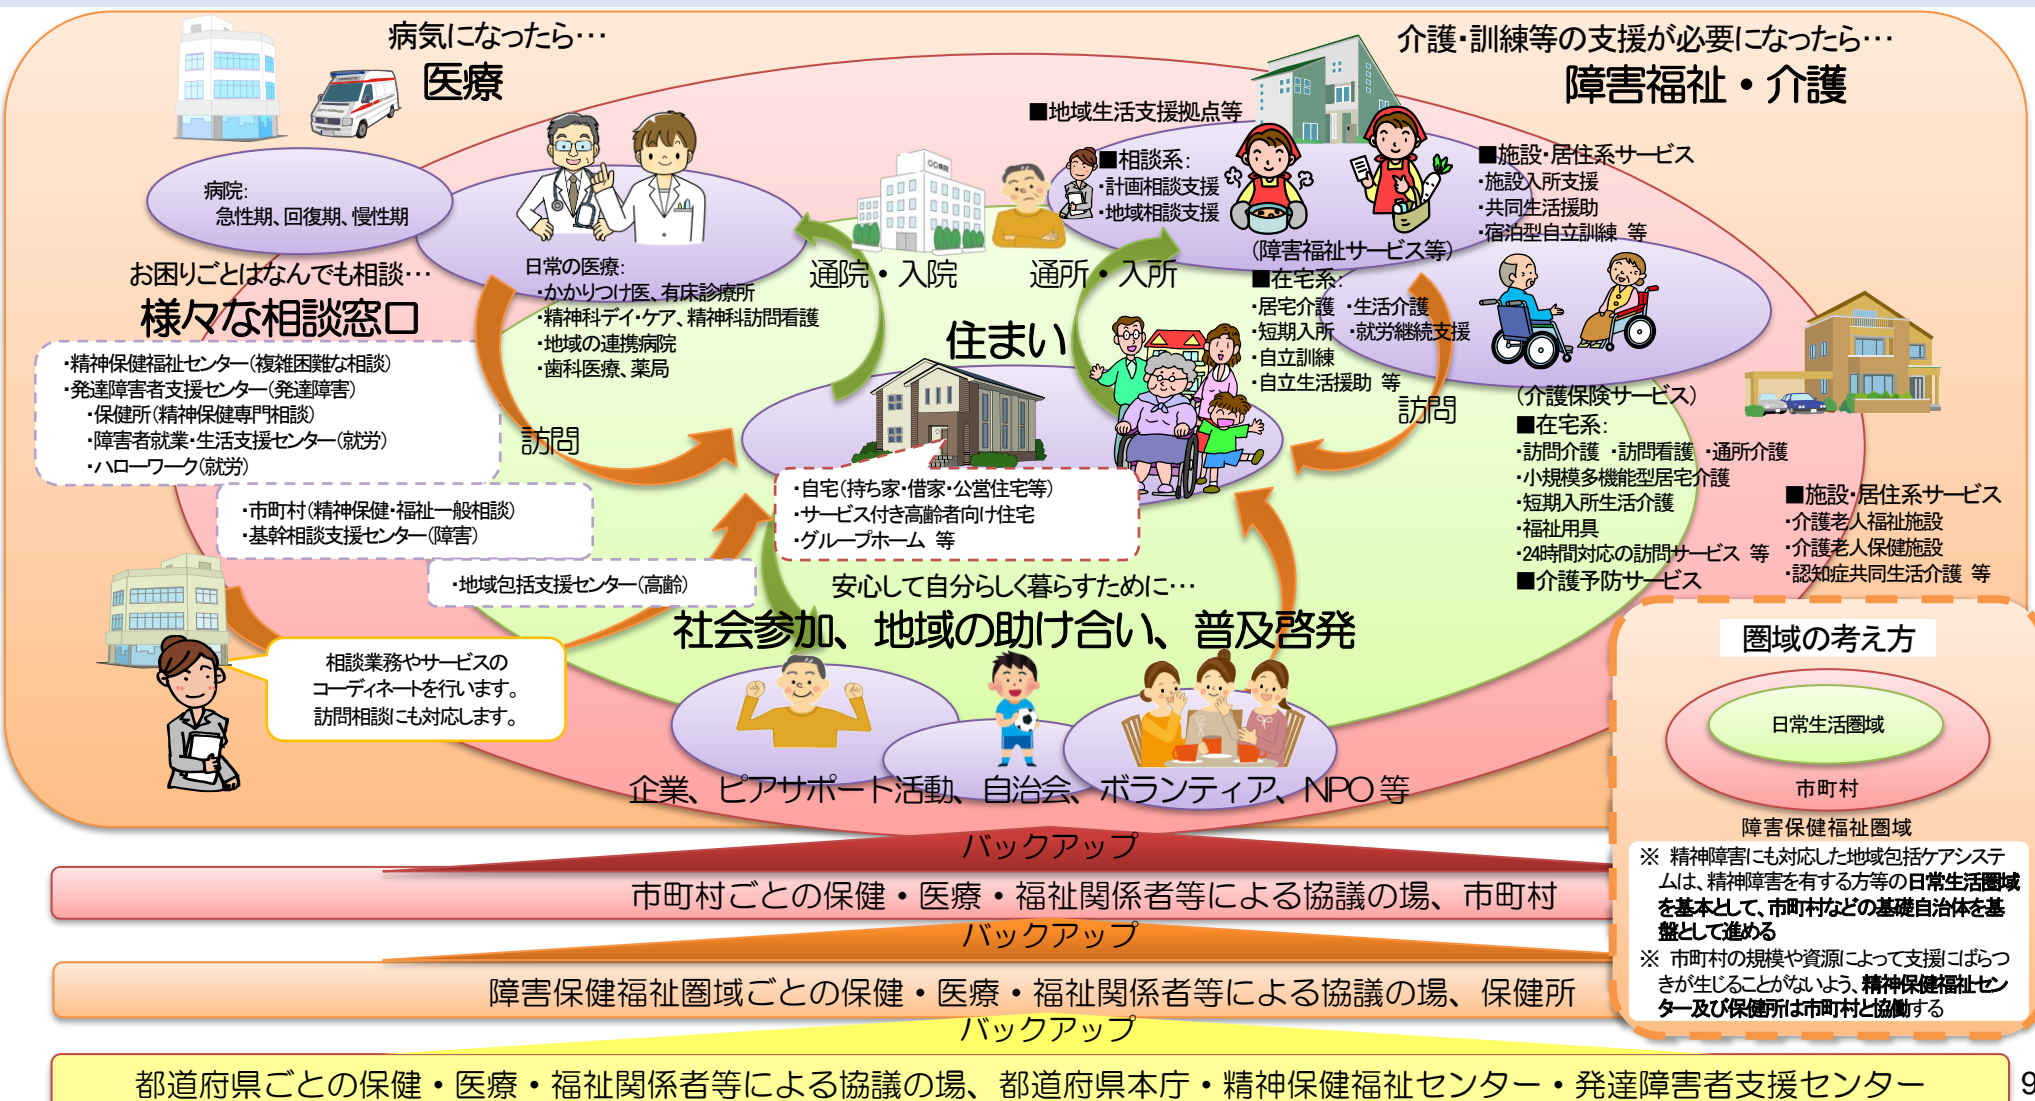 病気になったら…
医療
病院:
急性期、回復期、慢性期
日常の医療:
・かかりつけ医、有床診療所
・精神科デイ・ケア、精神科訪問看護
・地域の連携病院
・歯科医療、薬局
介護・訓練等の支援が必要になったら…
障害福祉・介護
■地域生活支援拠点等
■相談系:
・計画相談支援
・地域相談支援
■施設・居住系サービス
・施設入所支援
・共同生活援助
・宿泊型自立訓練 等
(障害福祉サービス等)
■在宅系:
・居宅介護 ・生活介護
・短期入所 ・就労継続支援
・自立訓練
・自立生活援助 等
(介護保険サービス)
■在宅系:
・訪問介護 ・訪問看護 ・通所介護
・小規模多機能型居宅介護
・短期入所生活介護
・福祉用具
・24時間対応の訪問サービス 等
■介護予防サービス
■施設・居住系サービス
・介護老人福祉施設
・介護老人保健施設
・認知症共同生活介護 等
通院・入院
通所・入所
訪問
訪問
お困りごとはなんでも相談…
様々な相談窓口
・精神保健福祉センター(複雑困難な相談)
・発達障害者支援センター(発達障害)
・保健所(精神保健専門相談)
・障害者就業・生活支援センター(就労)
・ハローワーク(就労)
・市町村(精神保健・福祉一般相談)
・基幹相談支援センター(障害)
・地域包括支援センター(高齢)
相談業務やサービスの
コーディネートを行います。
訪問相談にも対応します。
住まい
・自宅(持ち家・借家・公営住宅等)
・サービス付き高齢者向け住宅
・グループホーム 等
安心して自分らしく暮らすために…
社会参加、地域の助け合い、普及啓発
企業、ピアサポート活動、自治会、ボランティア、NPO等
圏域の考え方
日常生活圏域
市町村
障害保健福祉圏域
※ 精神障害にも対応した地域包括ケアシステ
ムは、精神障害を有する方等の日常生活圏域
を基本として、市町村などの基礎自治体を基
盤として進める
※ 市町村の規模や資源によって支援にばらつ
きが生じることがないよう、精神保健福祉セン
ター及び保健所は市町村と協働する
バックアップ
市町村ごとの保健・医療・福祉関係者等による協議の場、市町村
バックアップ
障害保健福祉圏域ごとの保健・医療・福祉関係者等による協議の場、保健所
バックアップ
都道府県ごとの保健・医療・福祉関係者等による協議の場、都道府県本庁・精神保健福祉センター・発達障害者支援センター
9